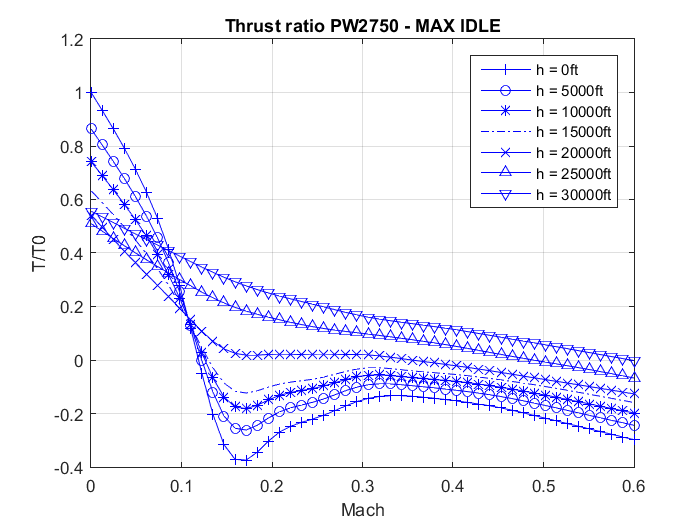 Thrust ratio PW2750 - MAX IDLE
1.2
1
0.8
0.6
0.4
0.2
0
-0.2
-0.4
T/T0
h = 0ft
h = 5000ft
h = 10000ft
h = 15000ft
h = 20000ft
h = 25000ft
h = 30000ft
0 0.1 0.2 0.3 0.4 0.5 0.6
Mach